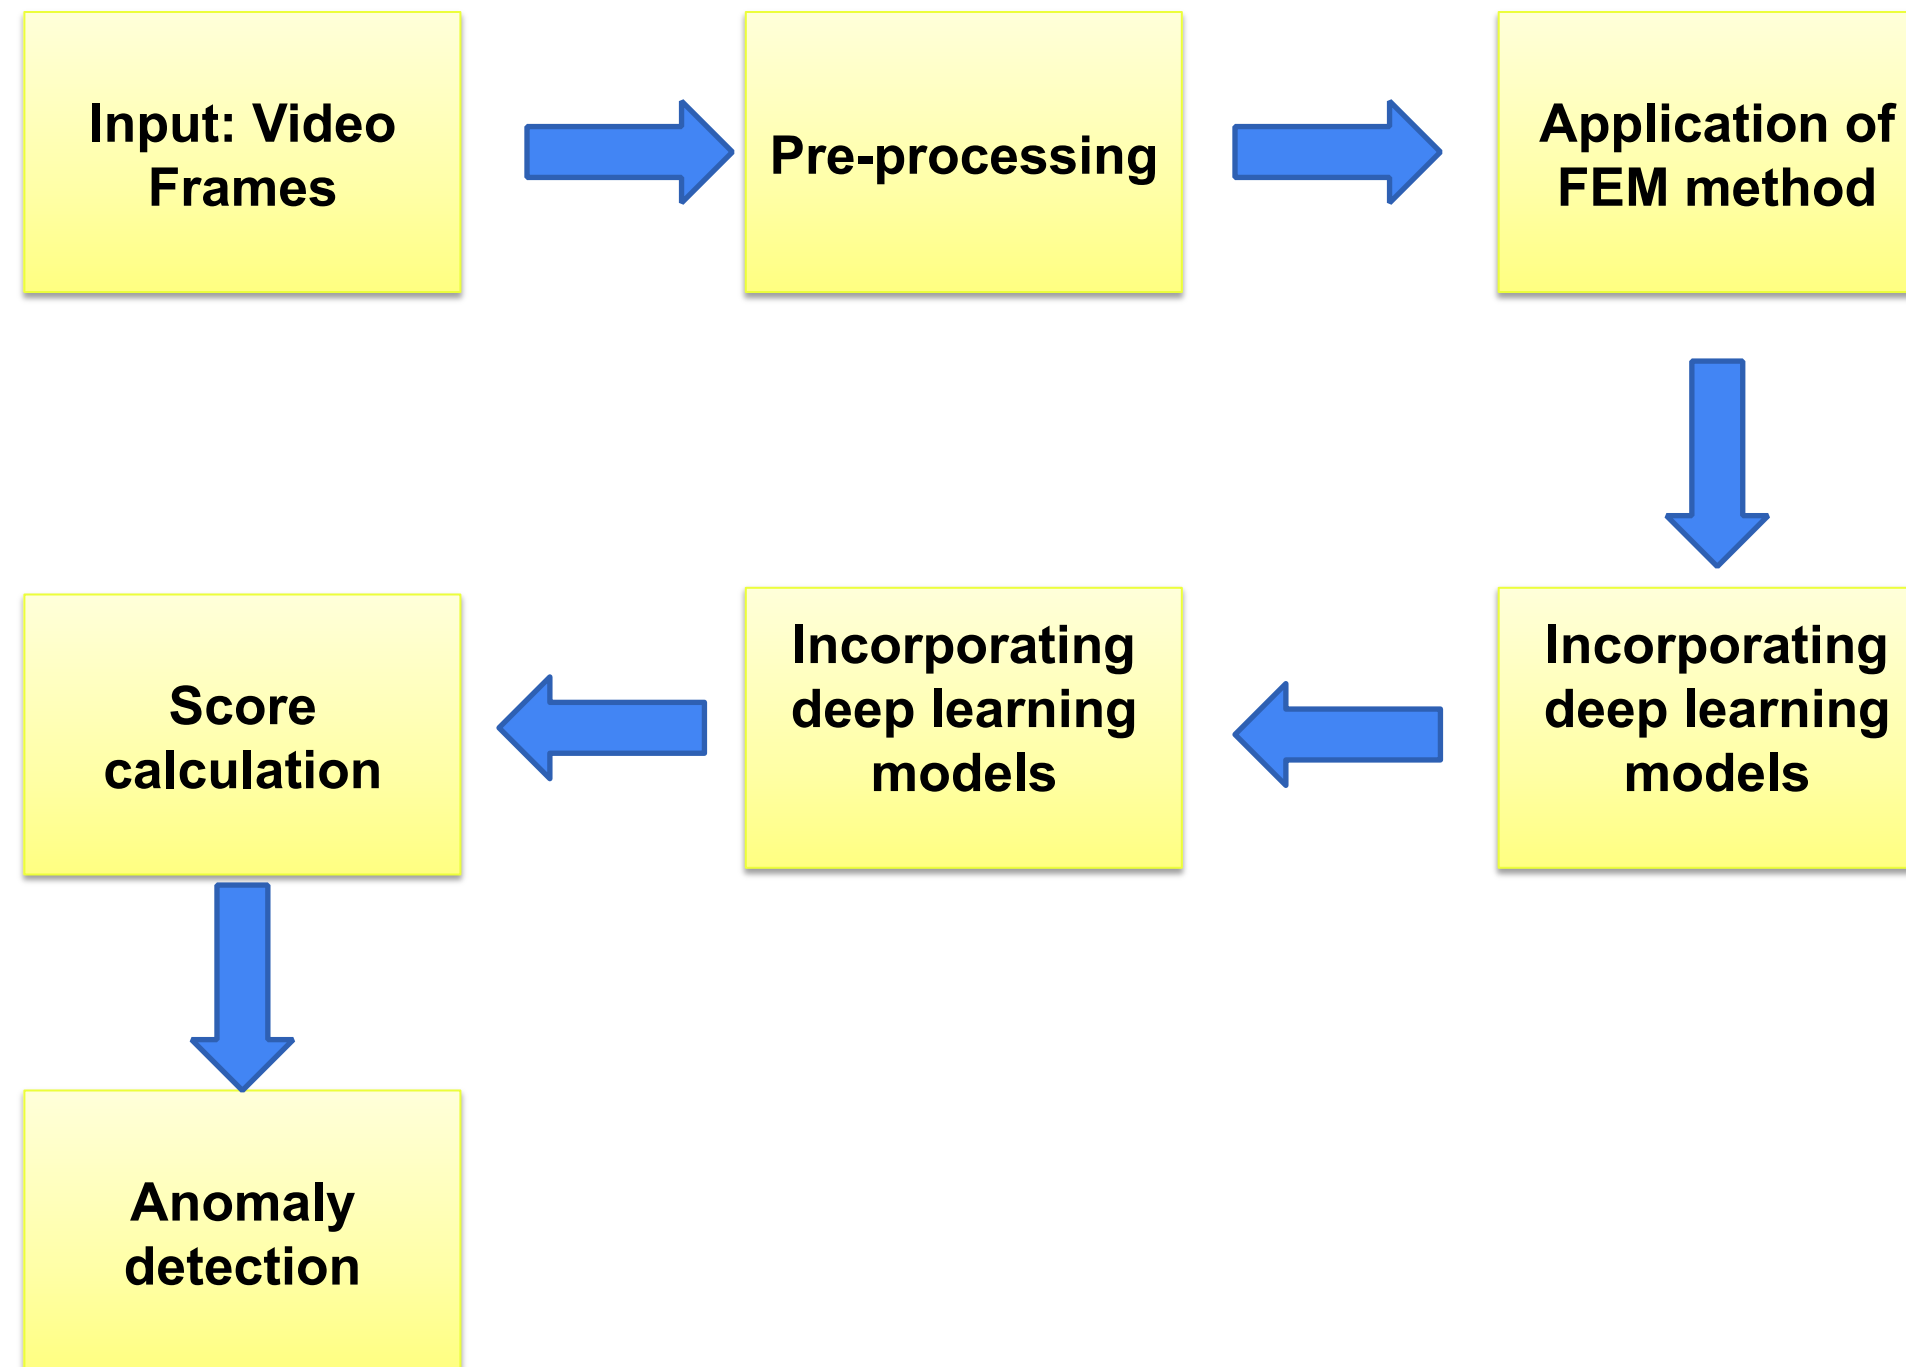 Input: Video
Frames
Pre-processing
Application of
FEM method
Incorporating
deep learning
models
Incorporating
deep learning
models
Score
calculation
Anomaly
detection